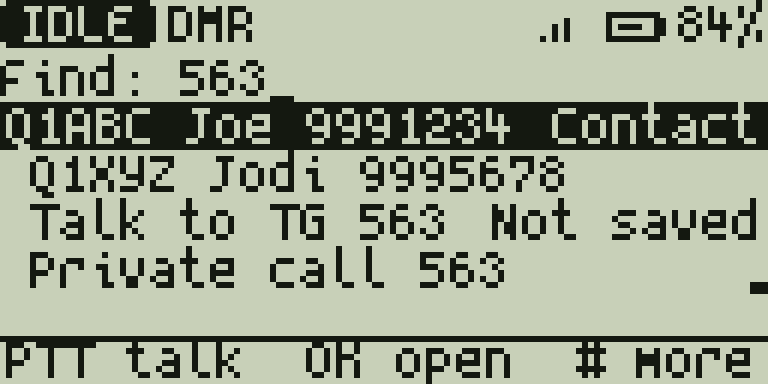 IDLE DMR 84%
Find: 563_
Q1ABC Joe 9991234 Contact
Q1XYZ Jodi 9995678
Talk to TG 563 Not saved
Private call 563
PTT talk OK open # More